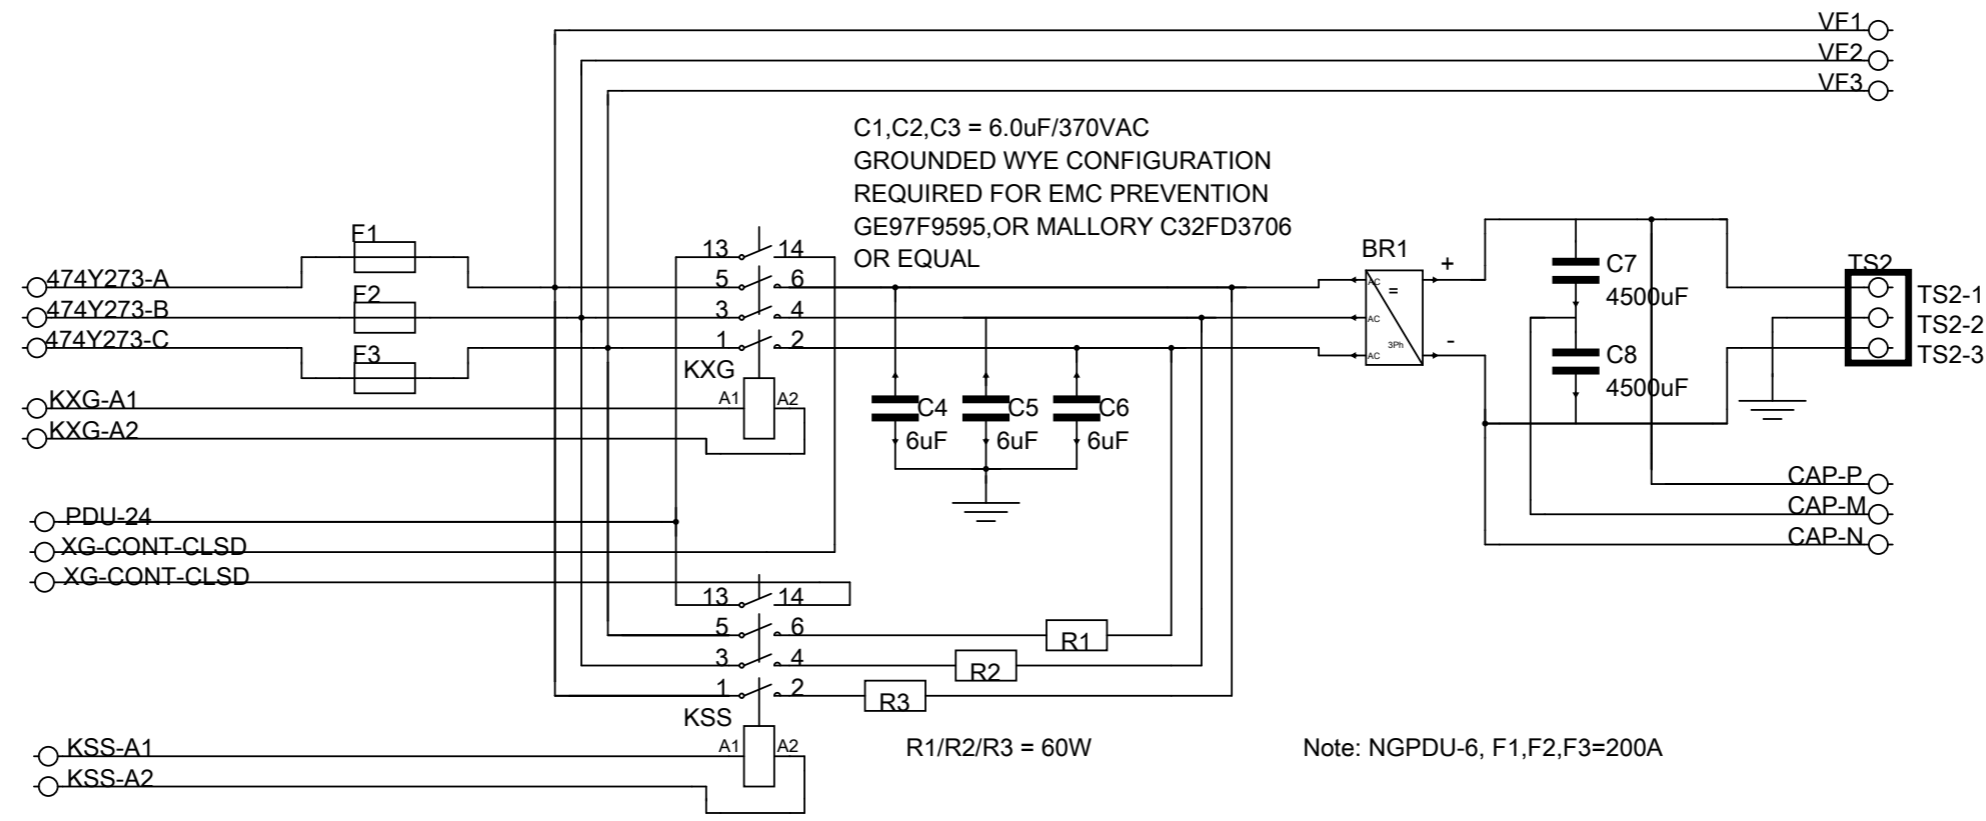 VF1
VF2
VF3
C1,C2,C3 = 6.0uF/370VAC
GROUNDED WYE CONFIGURATION
REQUIRED FOR EMC PREVENTION
GE97F9595,OR MALLORY C32FD3706
OR EQUAL
F1
13 14
BR1
+
C7
4500uF
TS2
474Y273-A
5 6
AC
=
TS2-1
F2
474Y273-B
3 4
AC
TS2-2
474Y273-C
F3
1 2
3Ph
AC
-
C8
4500uF
TS2-3
KXG
KXG-A1
A1 A2
C4
6uF
C5
6uF
C6
6uF
KXG-A2
CAP-P
CAP-M
CAP-N
PDU-24
XG-CONT-CLSD
XG-CONT-CLSD
13 14
5 6
R1
3 4
R2
1 2
R3
KSS
KSS-A1
A1 A2
KSS-A2
R1/R2/R3 = 60W
Note: NGPDU-6, F1,F2,F3=200A